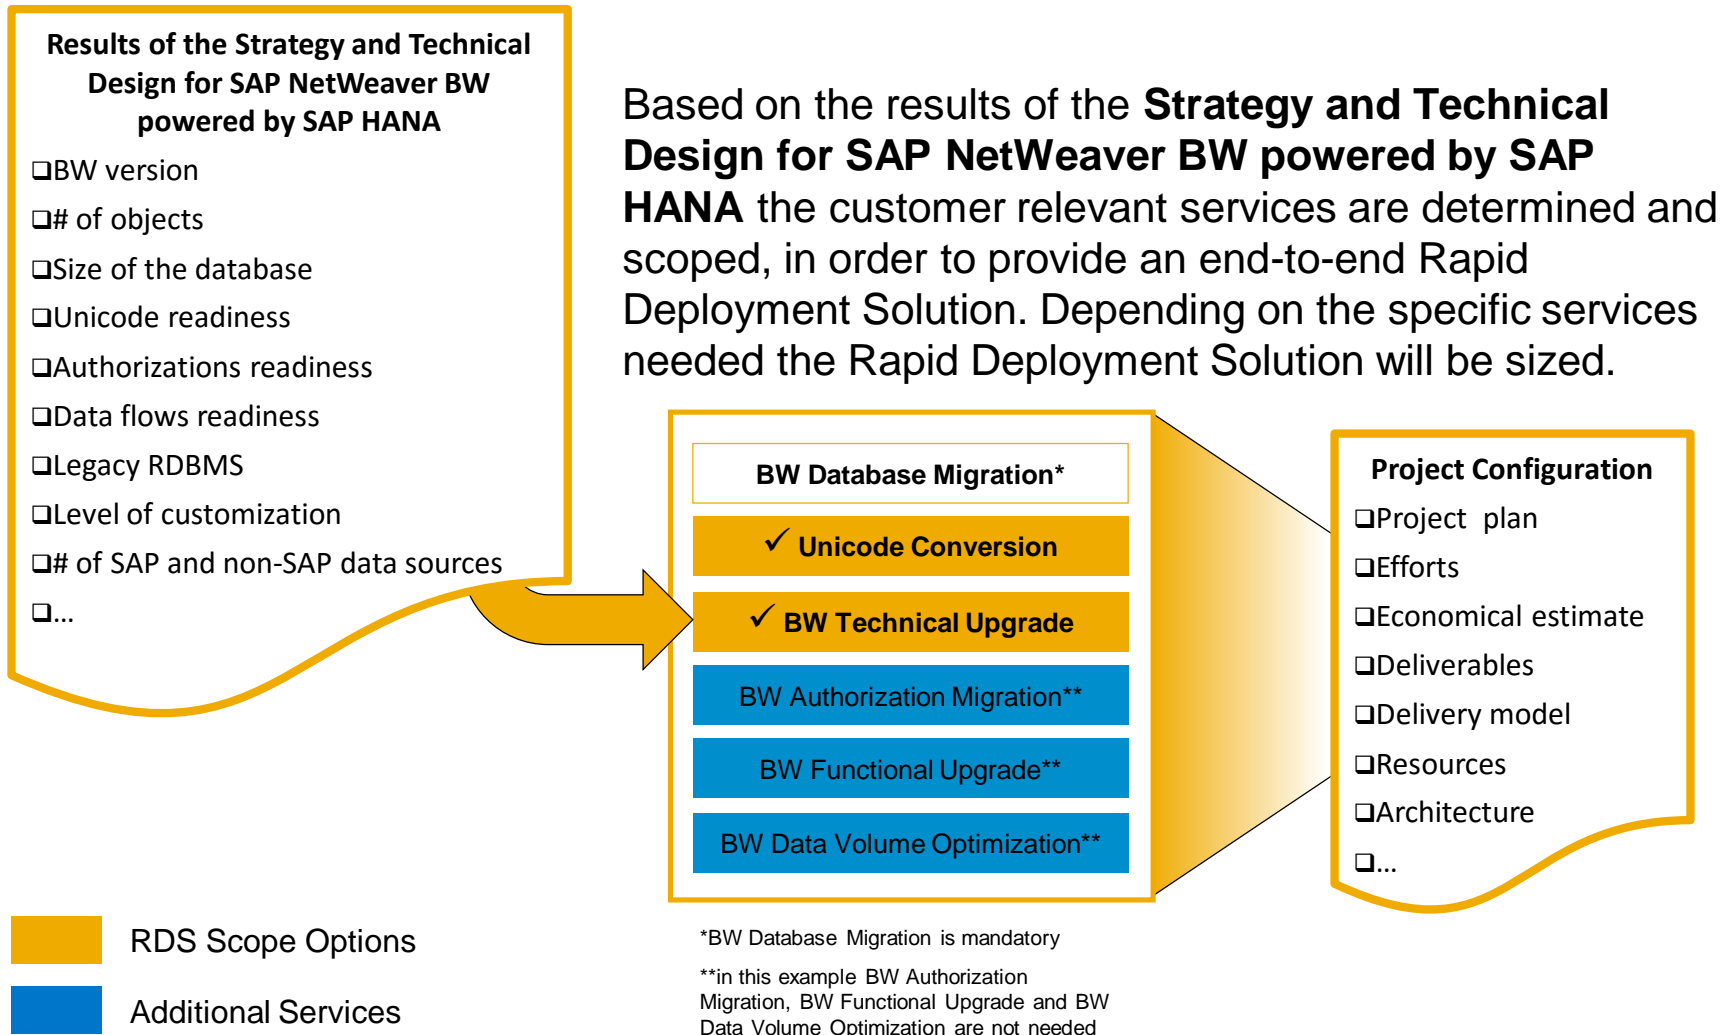 Results of the Strategy and Technical
Design for SAP NetWeaver BW
powered by SAP HANA
❑BW version
❑# of objects
❑Size of the database
❑Unicode readiness
❑Authorizations readiness
❑Data flows readiness
❑Legacy RDBMS
❑Level of customization
❑# of SAP and non-SAP data sources
❑...
Based on the results of the Strategy and Technical
Design for SAP NetWeaver BW powered by SAP
HANA the customer relevant services are determined and
scoped, in order to provide an end-to-end Rapid
Deployment Solution. Depending on the specific services
needed the Rapid Deployment Solution will be sized.
BW Database Migration*
✓ Unicode Conversion
✓ BW Technical Upgrade
BW Authorization Migration**
BW Functional Upgrade**
BW Data Volume Optimization**
Project Configuration
❑Project plan
❑Efforts
❑Economical estimate
❑Deliverables
❑Delivery model
❑Resources
❑Architecture
❑...
RDS Scope Options
Additional Services
*BW Database Migration is mandatory
**in this example BW Authorization
Migration, BW Functional Upgrade and BW
Data Volume Optimization are not needed